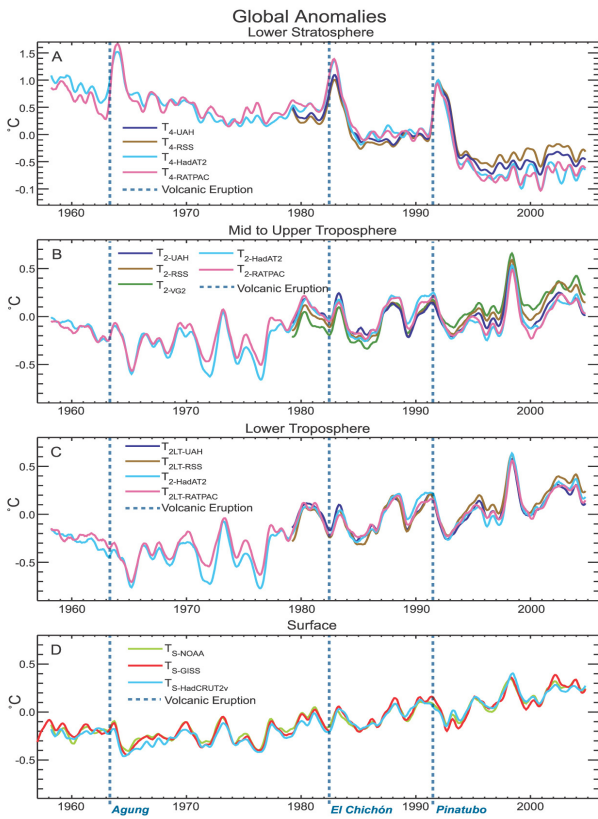 Global Anomalies
Lower Stratosphere
A
1.5
1.0
0.5
0.0
-0.5
-0.1
°C
T4-UAH
T4-RSS
T4-HadAT2
T4-RATPAC
Volcanic Eruption
1960 1970 1980 1990 2000
Mid to Upper Troposphere
B
0.5
0.0
-0.5
°C
T2-UAH T2-HadAT2
T2-RSS T2-RATPAC
T2-VG2 Volcanic Eruption
1960 1970 1980 1990 2000
Lower Troposphere
C
0.5
0.0
-0.5
°C
T2LT-UAH
T2LT-RSS
T2-HadAT2
T2LT-RATPAC
Volcanic Eruption
1960 1970 1980 1990 2000
Surface
D
0.5
0.0
-0.5
°C
TS-NOAA
TS-GISS
TS-HadCRUT2v
Volcanic Eruption
1960 1970 1980 1990 2000
Agung El Chichón Pinatubo